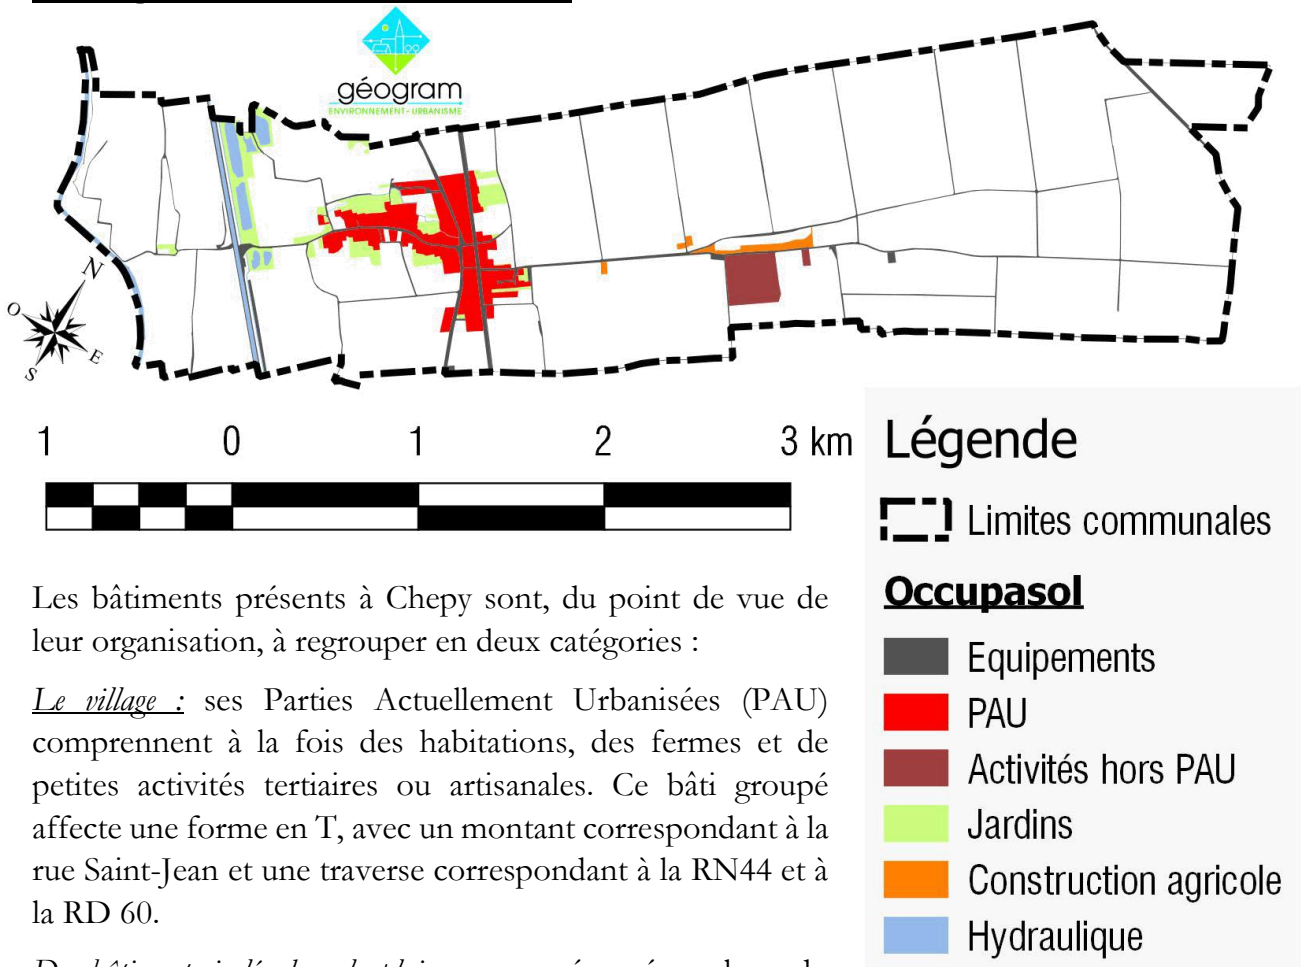 géogram
ENVIRONNEMENT - URBANISME
N
O
E
S
1 0 1 2 3 km
Légende
Limites communales
Occupasol
Equipements
PAU
Activités hors PAU
Jardins
Construction agricole
Hydraulique
Les bâtiments présents à Chepy sont, du point de vue de
leur organisation, à regrouper en deux catégories :
Le village : ses Parties Actuellement Urbanisées (PAU)
comprennent à la fois des habitations, des fermes et de
petites activités tertiaires ou artisanales. Ce bâti groupé
affecte une forme en T, avec un montant correspondant à la
rue Saint-Jean et une traverse correspondant à la RN44 et à
la RD 60.